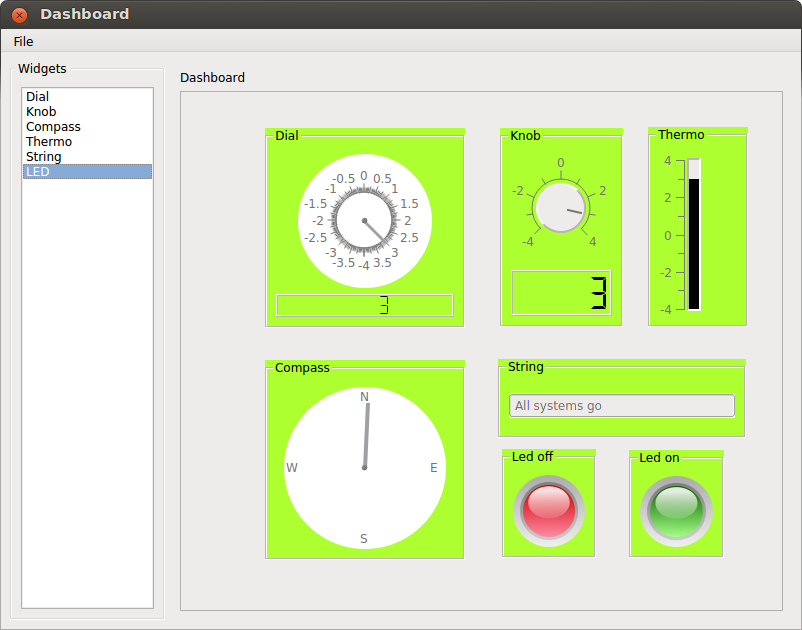 Dashboard
File
Widgets
Dial
Knob
Compass
Thermo
String
LED
Dashboard
Dial
-0.5 0 0.5
-1 1
-1.5 1.5
-2 2
-2.5 2.5
-3 3
-3.5 -4 3.5
3
Knob
0
-2 2
-4 4
3
Thermo
4
2
0
-2
-4
Compass
N
W E
S
String
All systems go
Led off
Led on